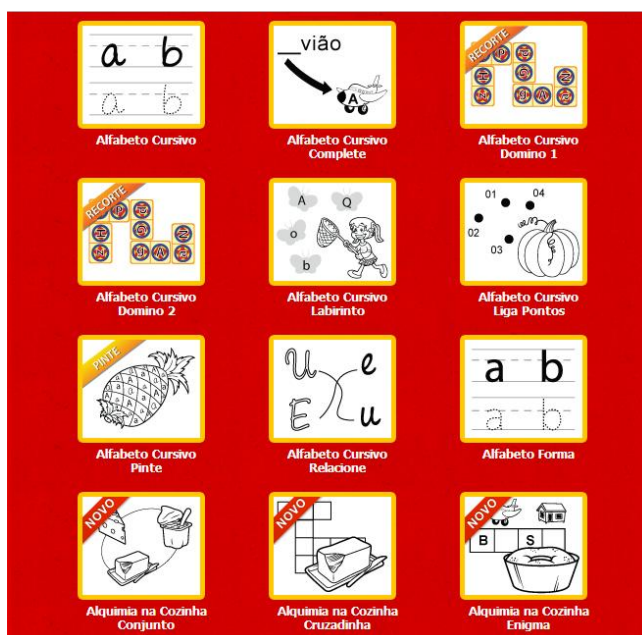 a b
a b
Alfabeto Cursivo
__vião
A
Alfabeto Cursivo
Complete
RECORTE
Alfabeto Cursivo
Domino 1
RECORTE
Alfabeto Cursivo
Domino 2
A Q
o
b
Alfabeto Cursivo
Labirinto
01 04
02
03
Alfabeto Cursivo
Liga Pontos
PINTE
Alfabeto Cursivo
Pinte
U e
E u
Alfabeto Cursivo
Relacione
a b
a b
Alfabeto Forma
NOVO
Alquimia na Cozinha
Conjunto
NOVO
Alquimia na Cozinha
Cruzadinha
NOVO
B S
Alquimia na Cozinha
Enigma